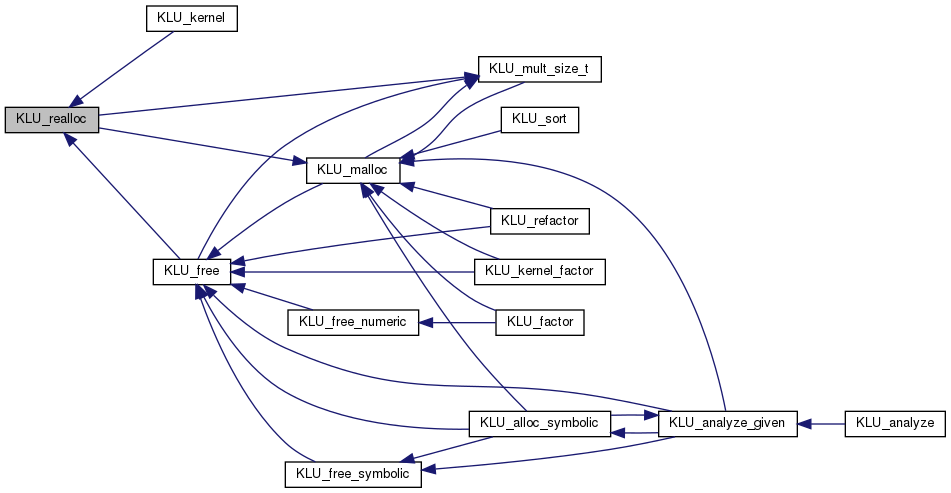 KLU_kernel
KLU_mult_size_t
KLU_realloc
KLU_sort
KLU_malloc
KLU_refactor
KLU_free
KLU_kernel_factor
KLU_free_numeric
KLU_factor
KLU_alloc_symbolic
KLU_analyze_given
KLU_analyze
KLU_free_symbolic